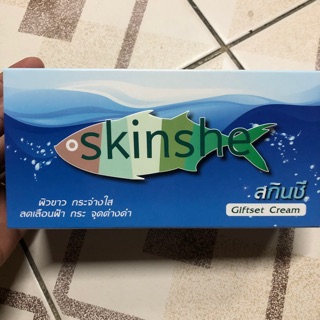 skinshe
สกินชี
Giftset Cream
ผิวขาว กระจ่างใส
ลดเลือนฝ้า กระ จุดด่างดำ